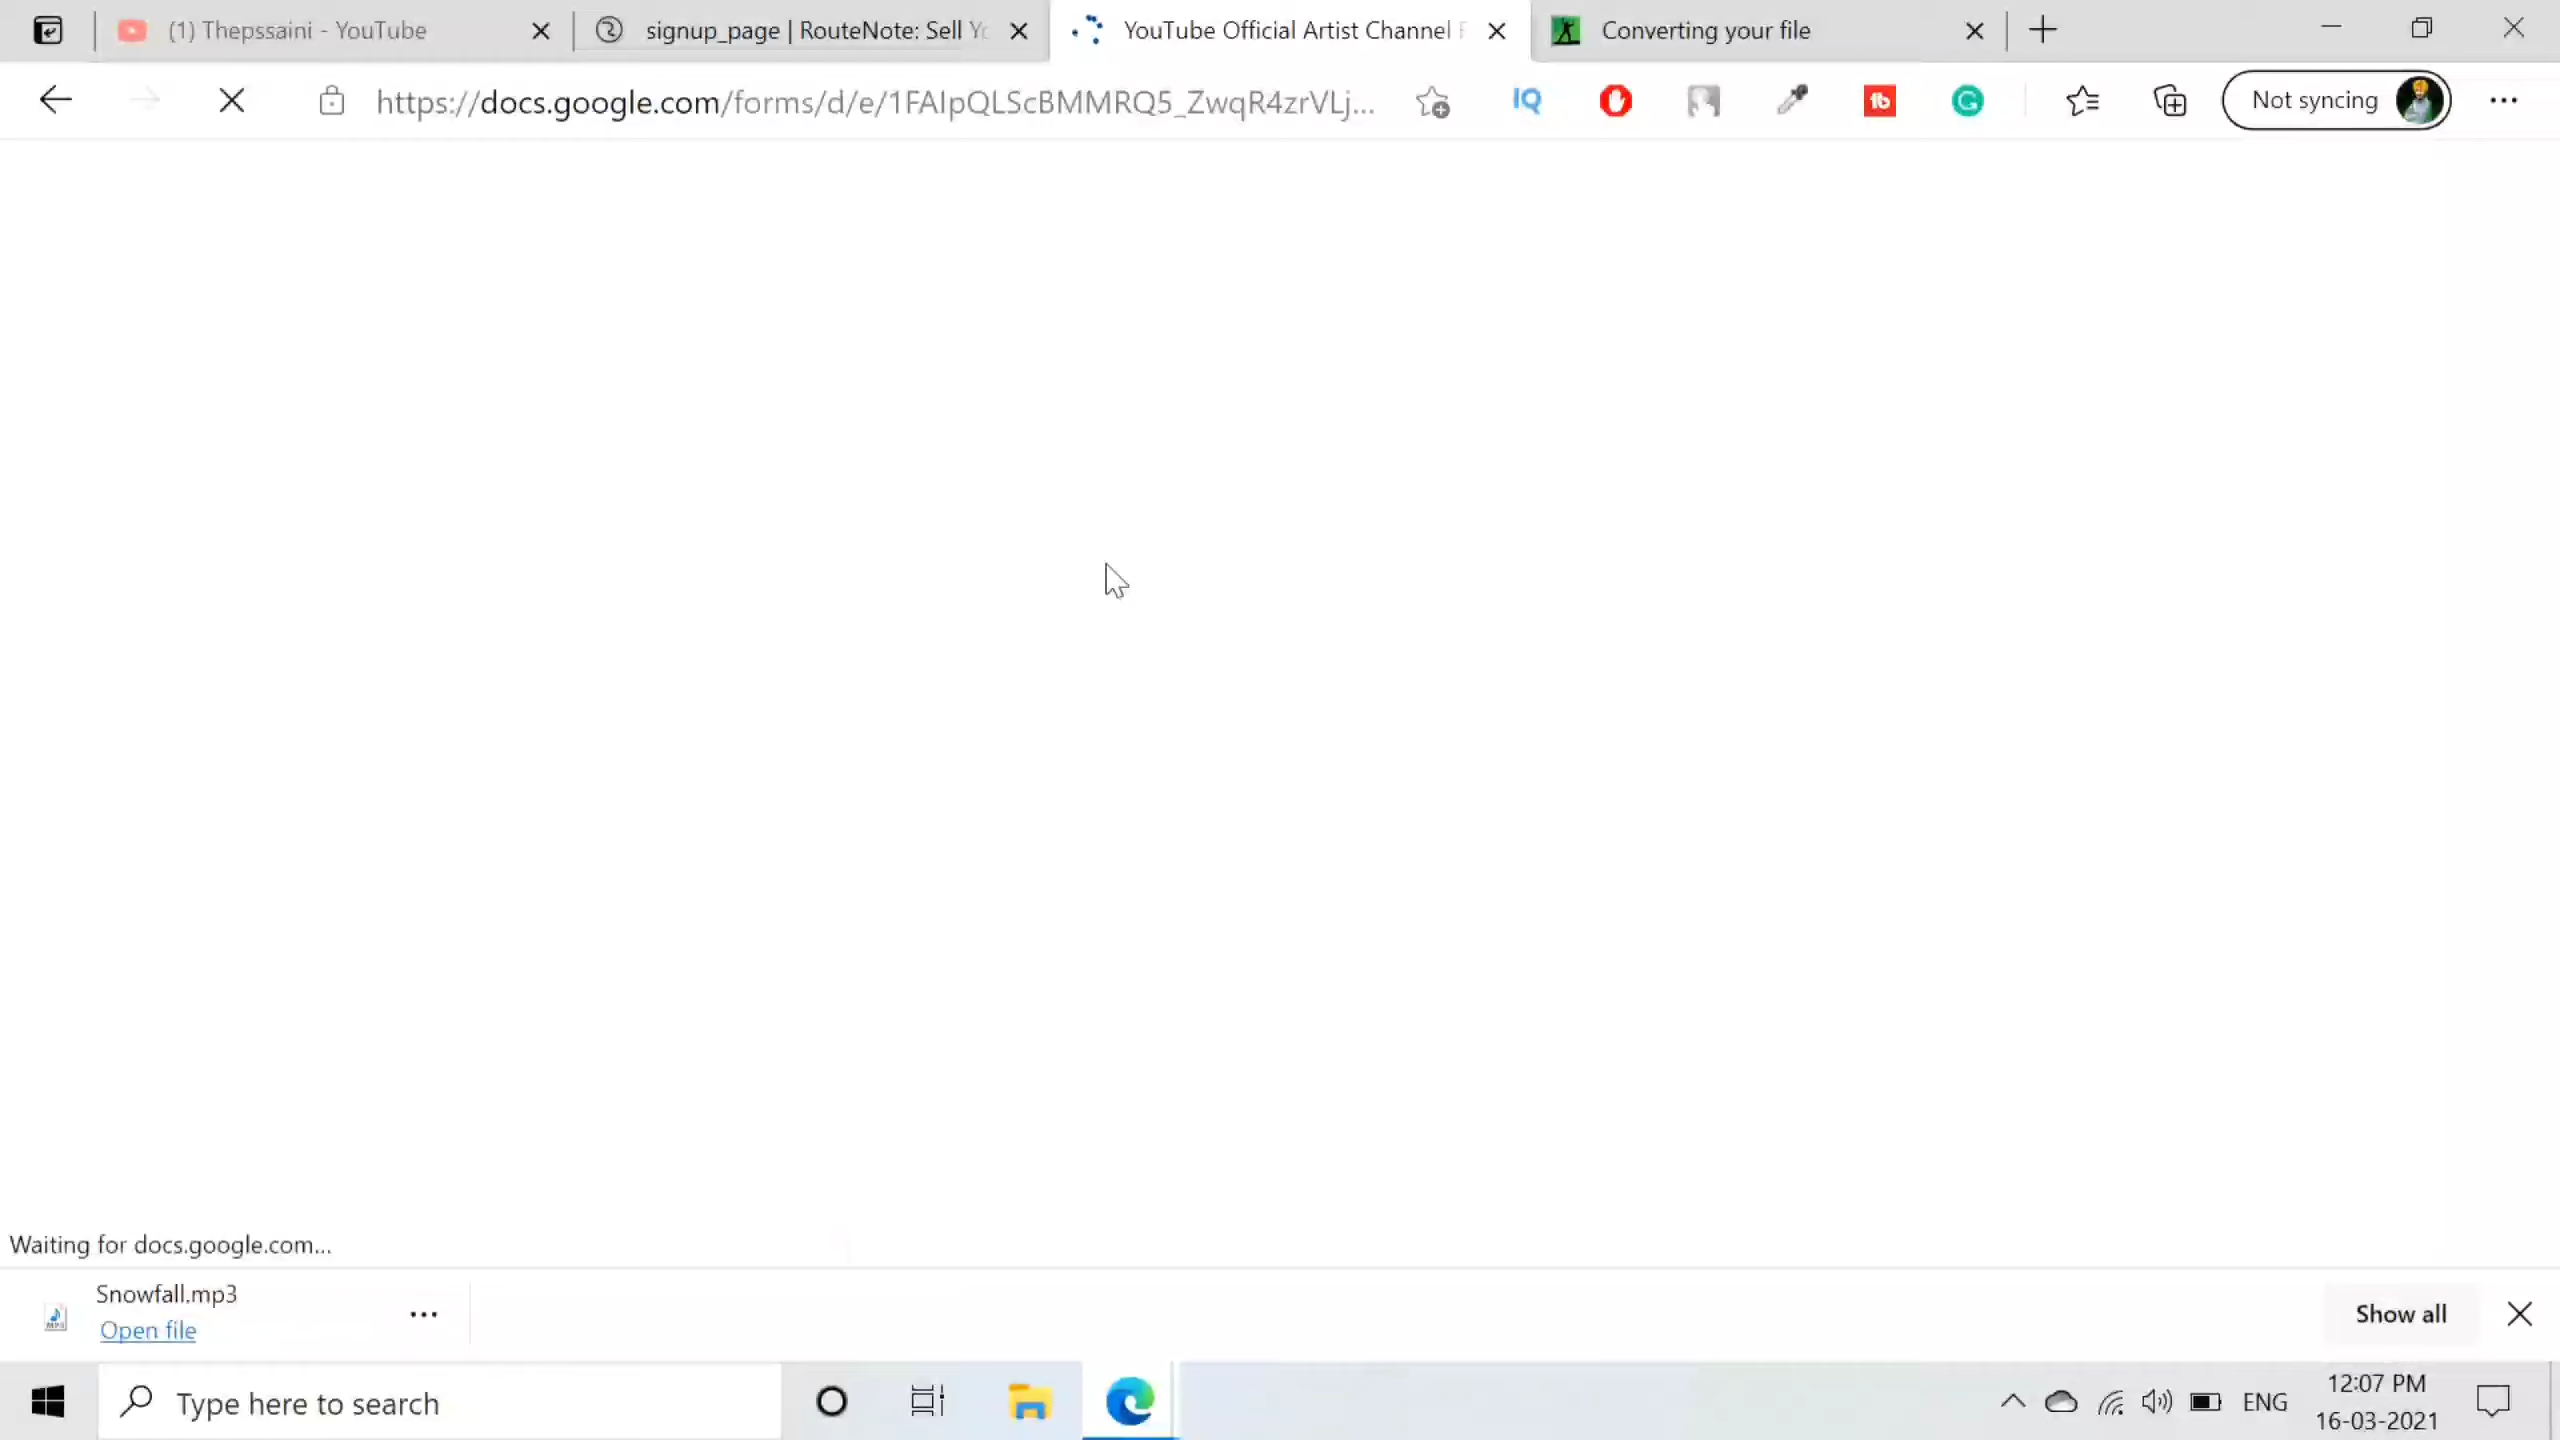 (1) Thepssaini - YouTube
signup_page | RouteNote: Sell
YouTube Official Artist Channel
Converting your file
https://docs.google.com/forms/d/e/1FAIpQLScBMMRQ5_ZwqR4zrVLj...
IQ
tb
G
Not syncing
Waiting for docs.google.com...
Snowfall.mp3
Open file
Show all
Type here to search
ENG
12:07 PM
16-03-2021